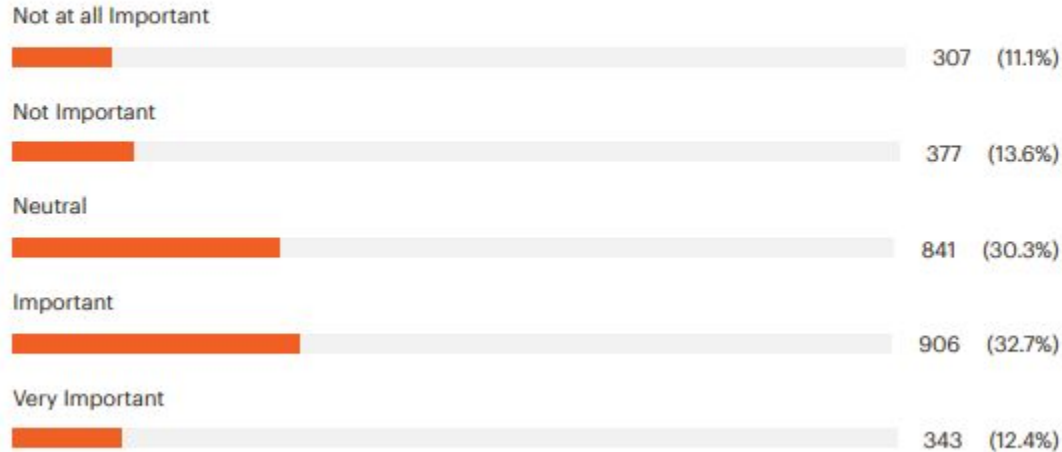 Not at all Important
307 (11.1%)
Not Important
377 (13.6%)
Neutral
841 (30.3%)
Important
906 (32.7%)
Very Important
343 (12.4%)